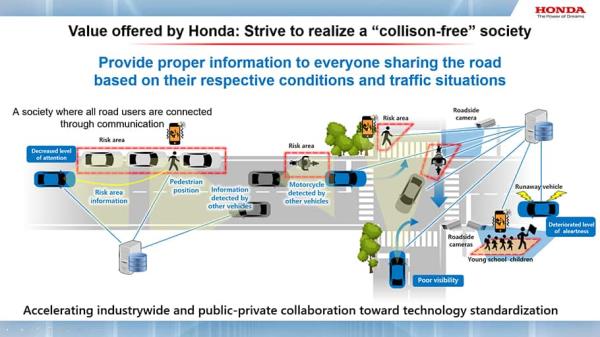 HONDA
The Power of Dreams
Value offered by Honda: Strive to realize a “collison-free” society
Provide proper information to everyone sharing the road
based on their respective conditions and traffic situations
A society where all road users are connected
through communication
Risk area
Decreased level
of attention
Risk area
information
Pedestrian
position
Information
detected by
other vehicles
Risk area
Motorcycle
detected by
other vehicles
Risk area
Roadside
camera
Runaway vehicle
Deteriorated level
of aleartness
Roadside
cameras
Young school children
Poor visibility
Accelerating industrywide and public-private collaboration toward technology standardization